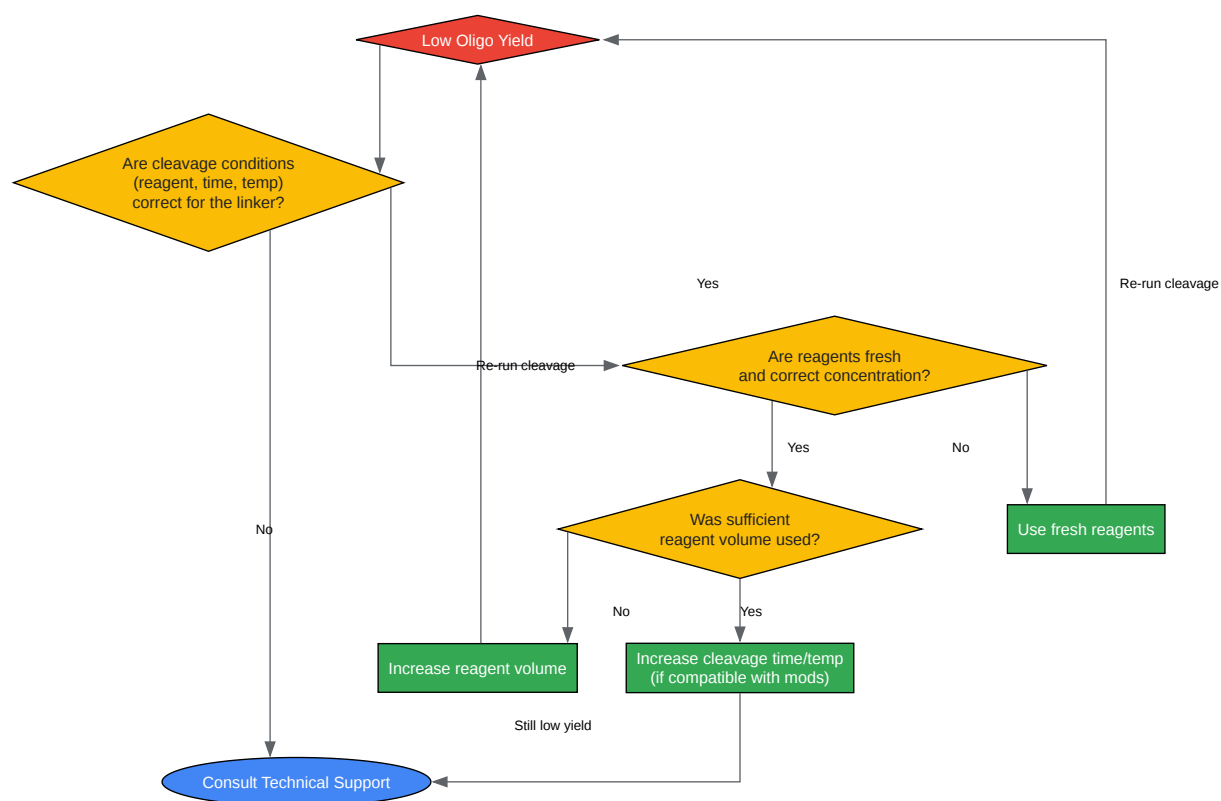 Low Oligo Yield
Are cleavage conditions
(reagent, time, temp)
correct for the linker?
Yes
Re-run cleavage
Re-run cleavage
Are reagents fresh
and correct concentration?
Yes
No
No
Was sufficient
reagent volume used?
Use fresh reagents
No
Yes
Increase reagent volume
Increase cleavage time/temp
(if compatible with mods)
Still low yield
Consult Technical Support